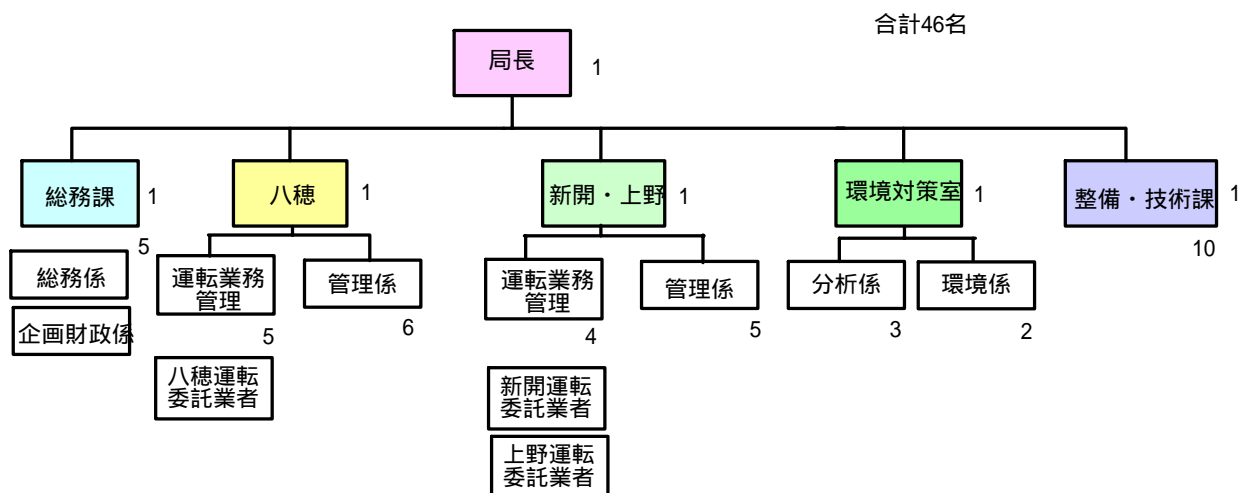 合計46名
局長
1
総務課
1
八穂
1
新開・上野
1
環境対策室
1
整備・技術課
1
5
10
総務係
企画財政係
運転業務
管理
5
管理係
6
運転業務
管理
4
管理係
5
分析係
3
環境係
2
八穂運転
委託業者
新開運転
委託業者
上野運転
委託業者